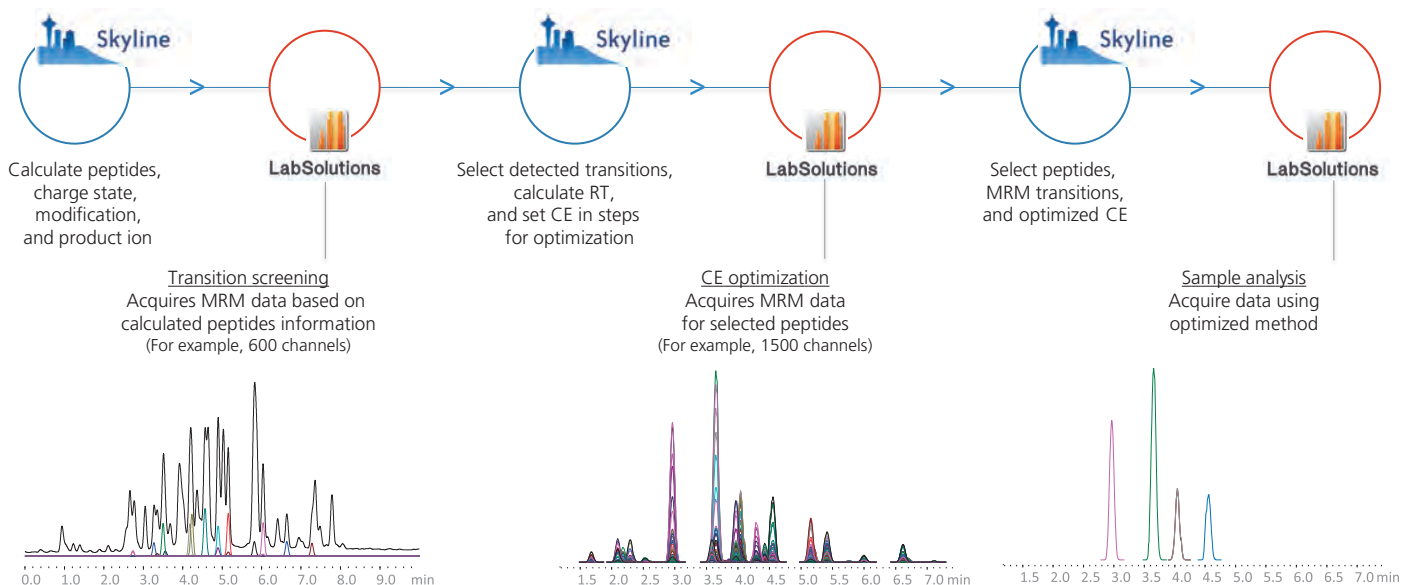 Skyline
Skyline
Skyline
LabSolutions
LabSolutions
LabSolutions
Calculate peptides,
charge state,
modification,
and product ion
Select detected transitions,
calculate RT,
and set CE in steps
for optimization
Select peptides,
MRM transitions,
and optimized CE
Transition screening
Acquires MRM data based on
calculated peptides information
(For example, 600 channels)
CE optimization
Acquires MRM data
for selected peptides
(For example, 1500 channels)
Sample analysis
Acquire data using
optimized method
0.0 1.0 2.0 3.0 4.0 5.0 6.0 7.0 8.0 9.0 min
1.5 2.0 2.5 3.0 3.5 4.0 4.5 5.0 5.5 6.0 6.5 7.0 min
1.5 2.0 3.0 3.5 4.0 4.5 2.0 2.5 5.5 6.0 6.5 7.0 min